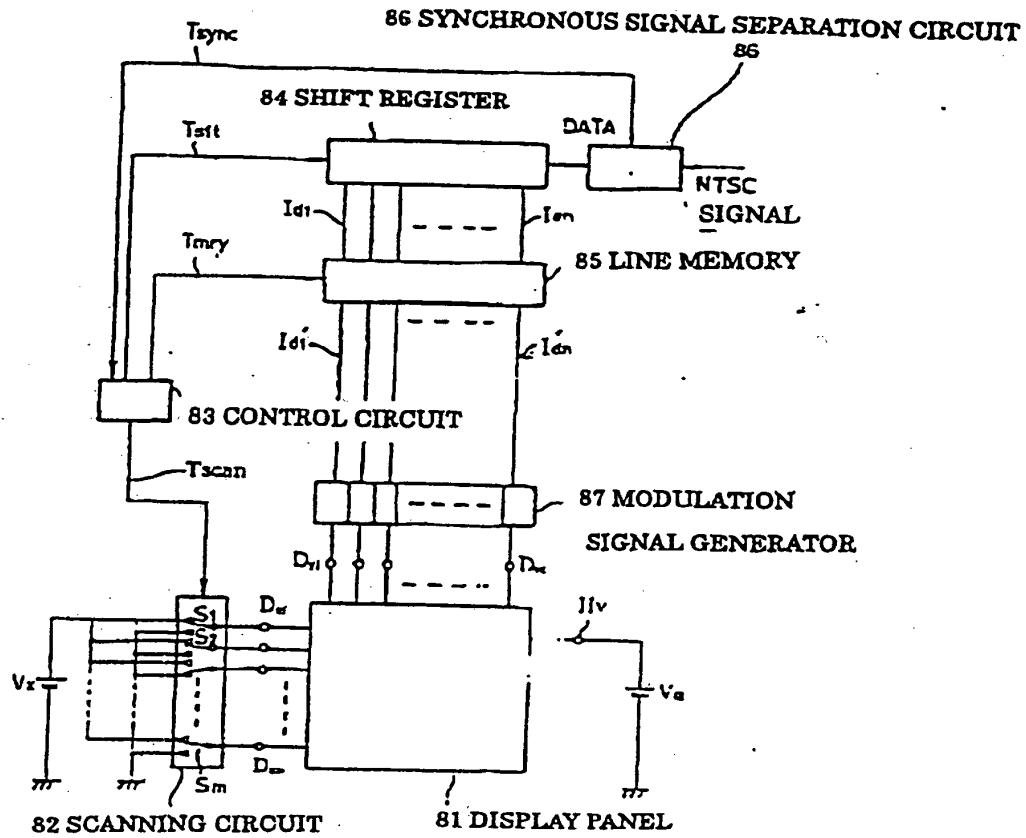 86 SYNCHRONOUS SIGNAL SEPARATION CIRCUIT
86
Tsync
84 SHIFT REGISTER
DATA
Tsft
NTSC
SIGNAL
Id1
Idn
Tmry
85 LINE MEMORY
Id1'
Id'n
83 CONTROL CIRCUIT
Tscan
87 MODULATION
SIGNAL GENERATOR
Dy1
S1
S2
Hv
Vx
Va
Sm
82 SCANNING CIRCUIT
81 DISPLAY PANEL